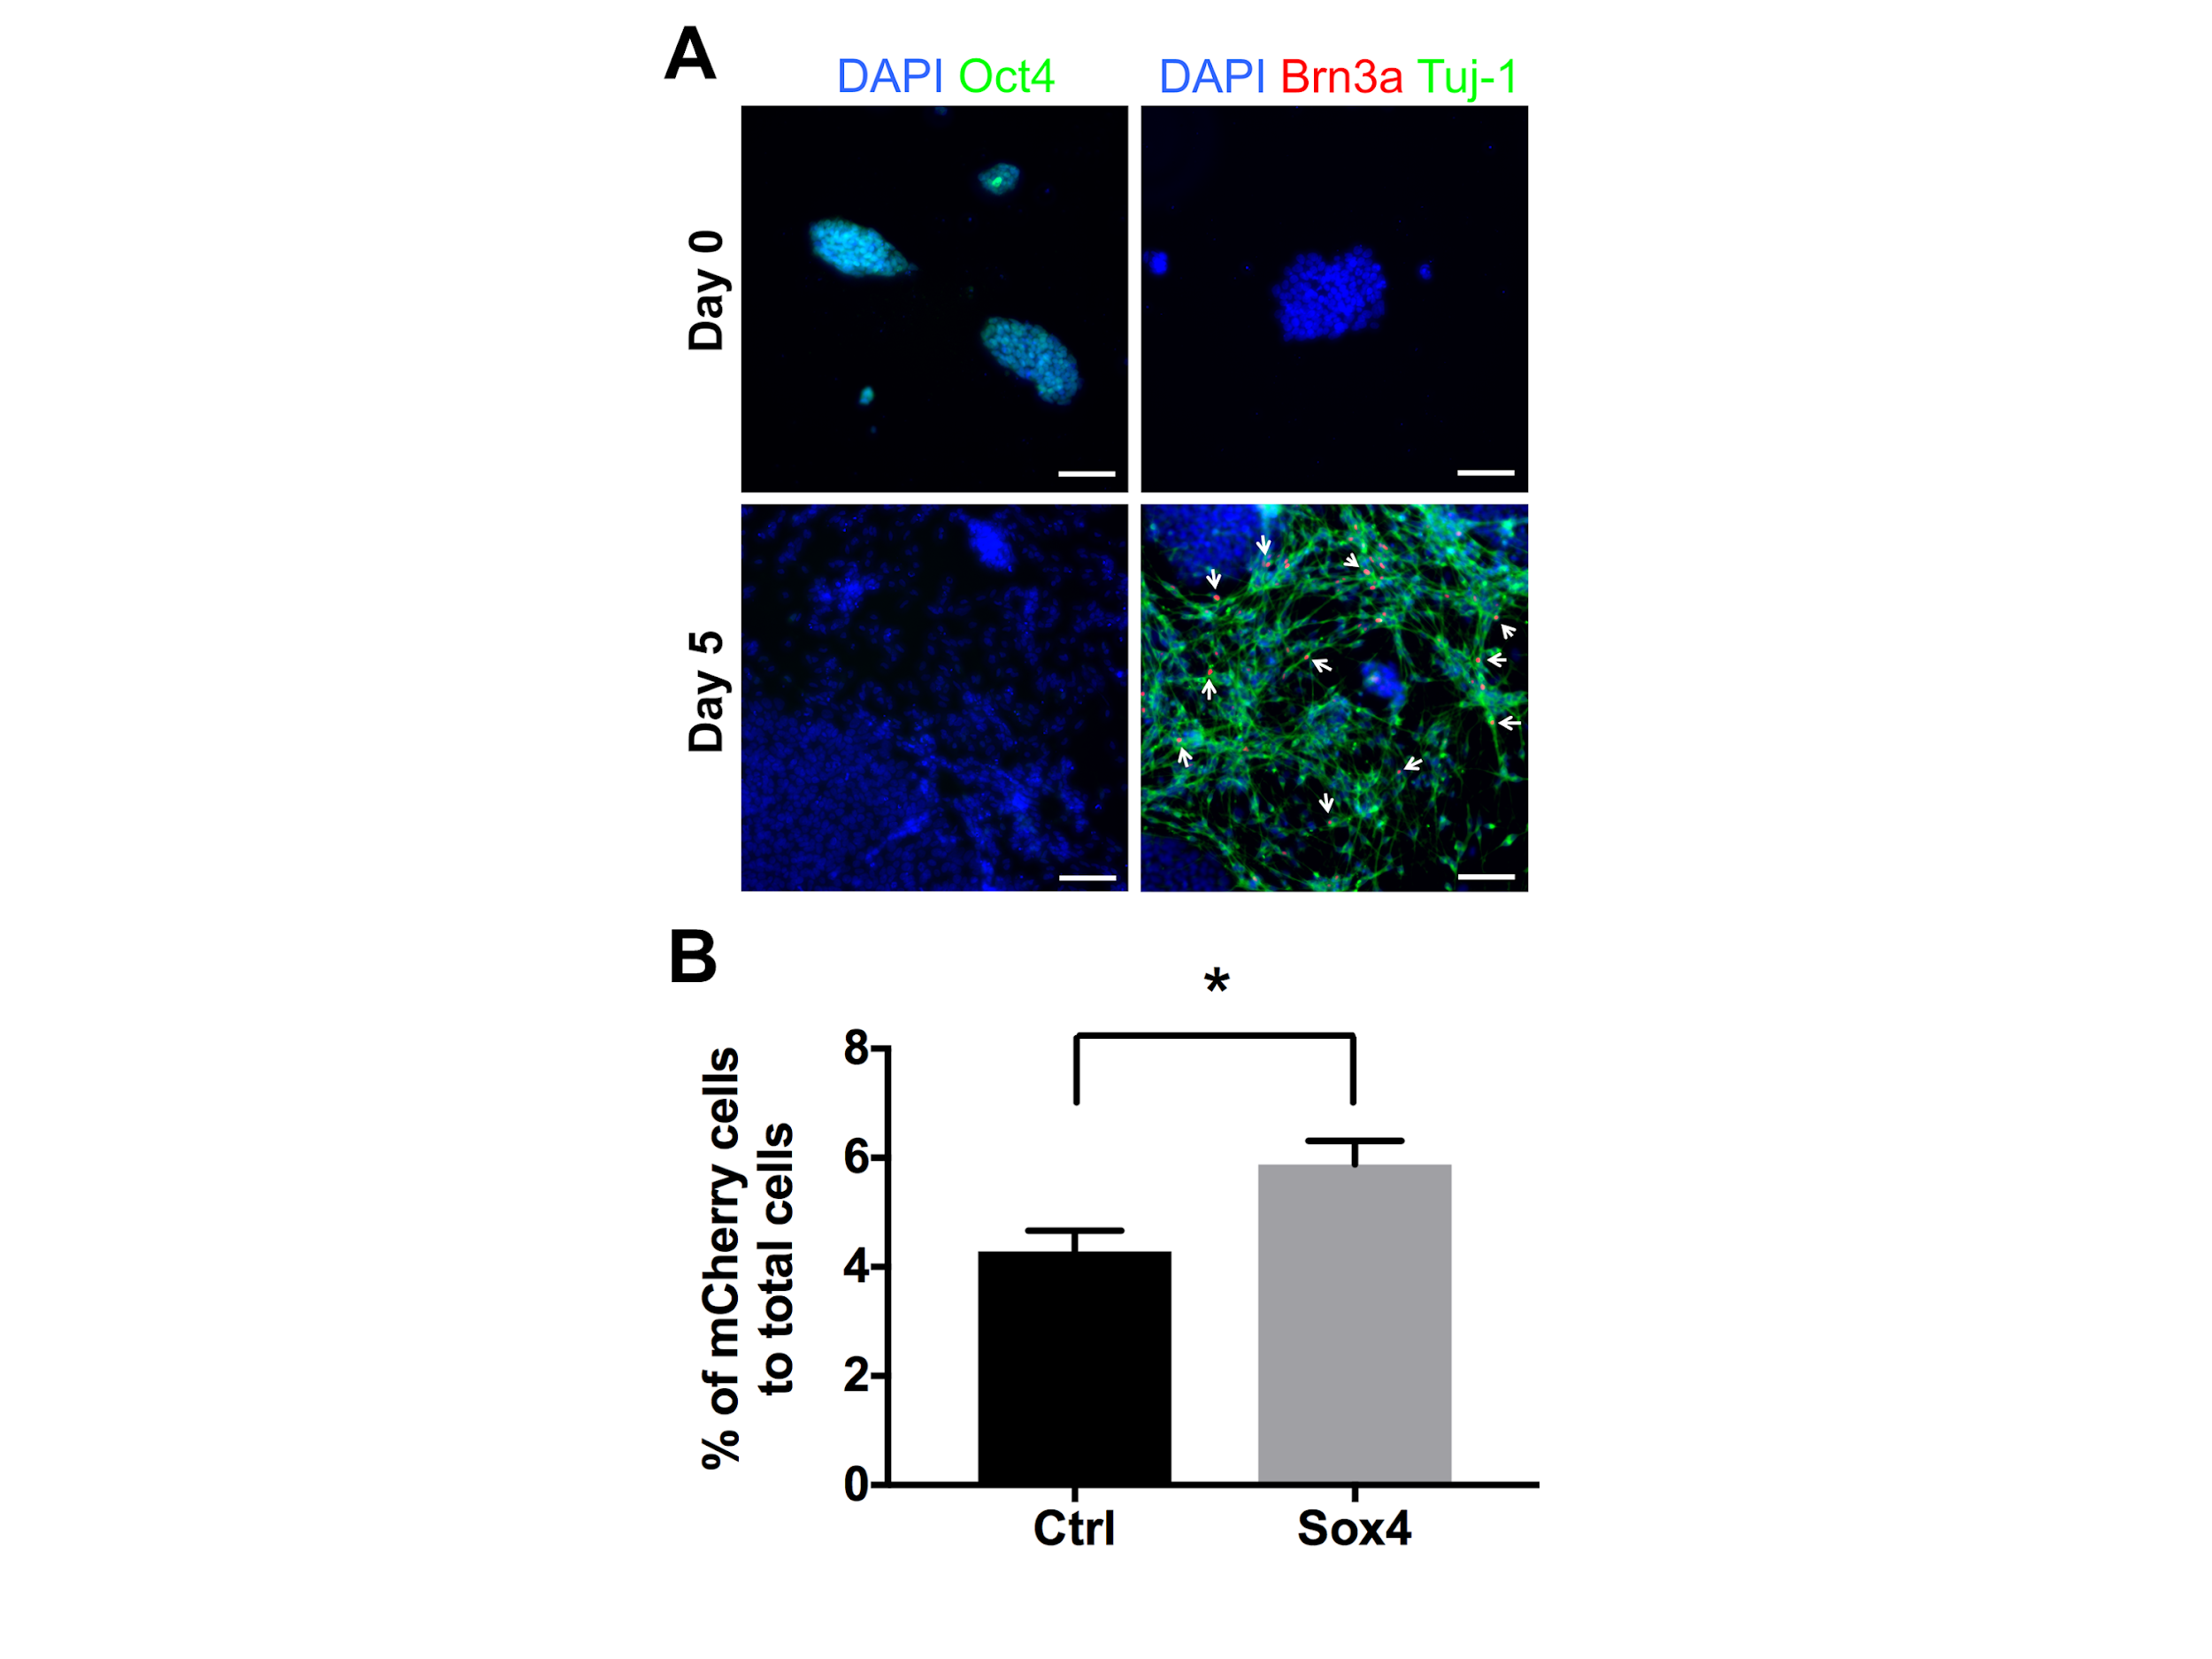 A
DAPI Oct4
DAPI Brn3a Tuj-1
Day 0
Day 5
B
*
% of mCherry cells
to total cells
8
6
4
2
0
Ctrl
Sox4